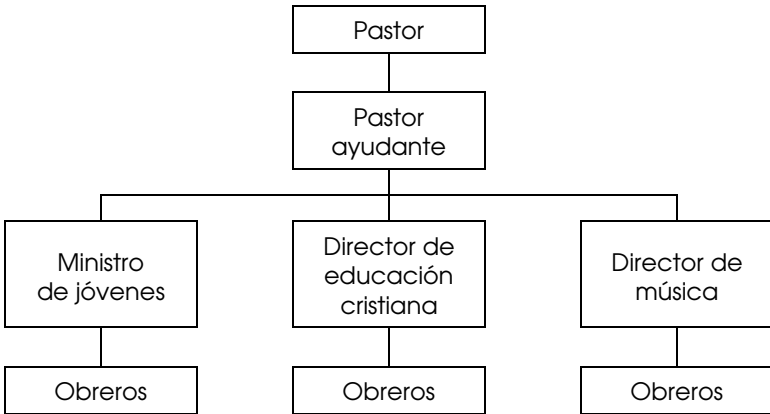 Pastor
Pastor
ayudante
Ministro
de jóvenes
Director de
educación
cristiana
Director de
música
Obreros
Obreros
Obreros